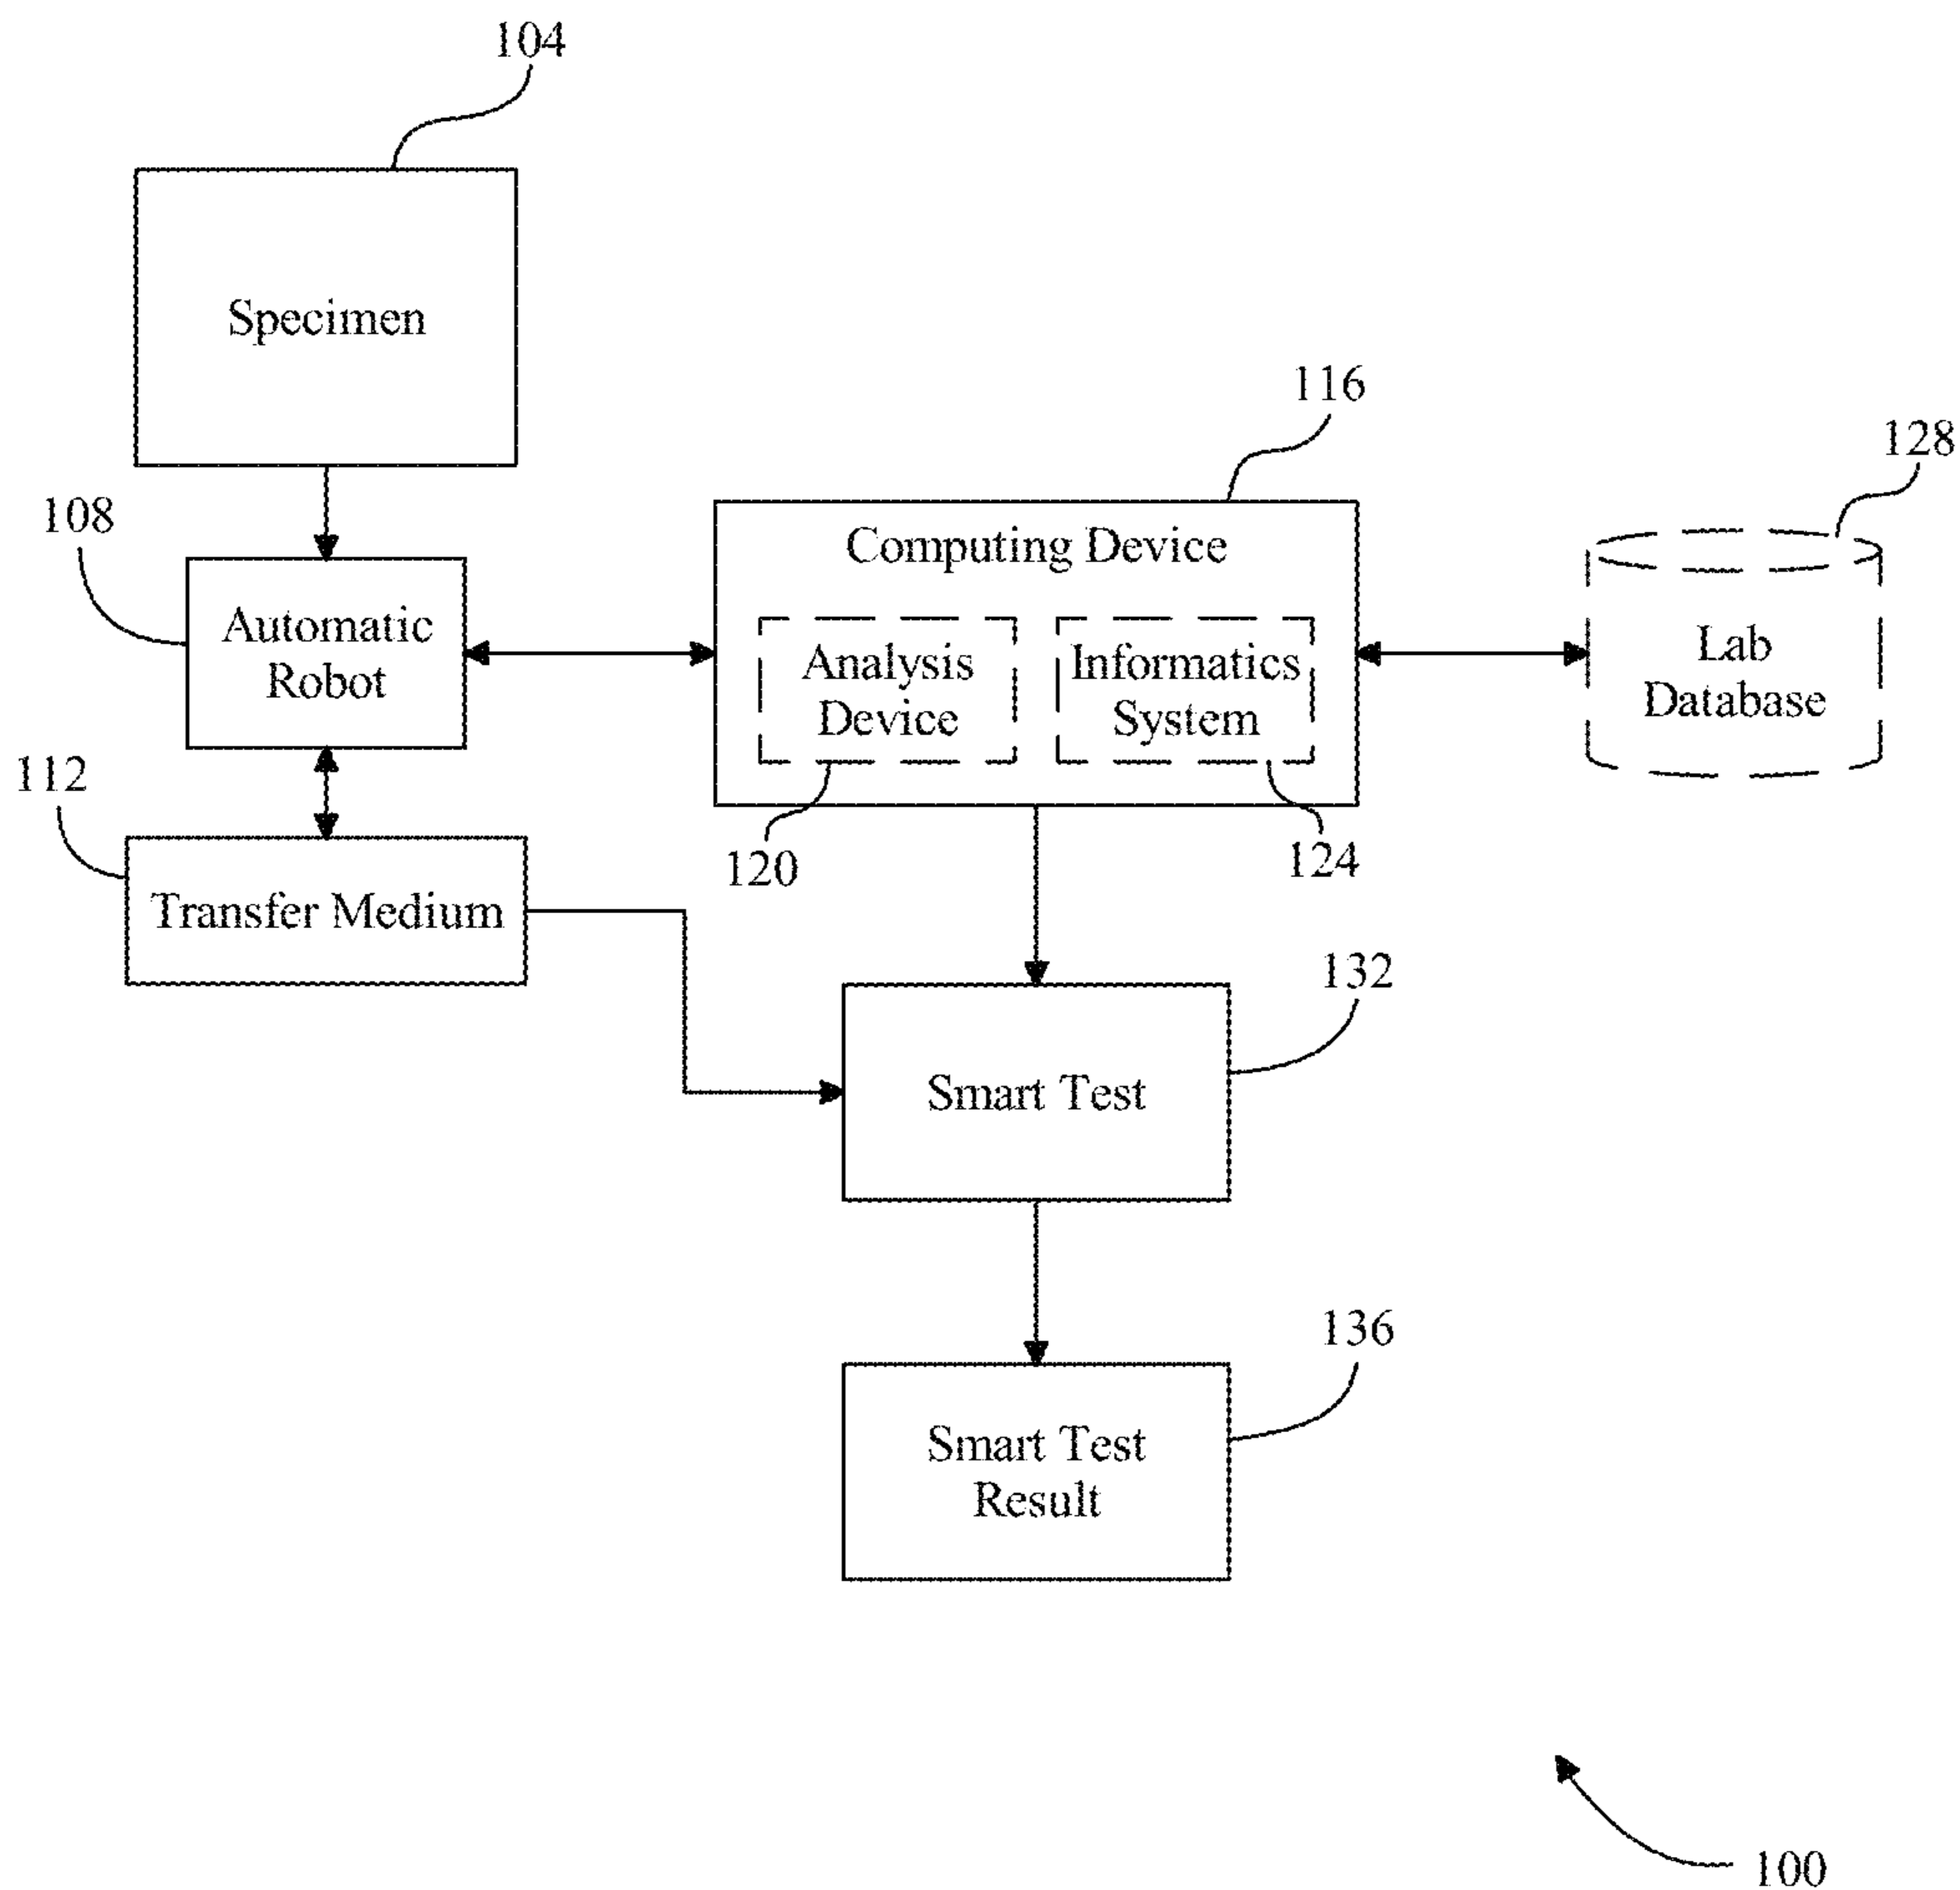 104
Specimen
116
128
108
Computing Device
Automatic
Robot
Analysis
Device
Informatics
System
Lab
Database
112
120
124
Transfer Medium
132
Smart Test
136
Smart Test
Result
100